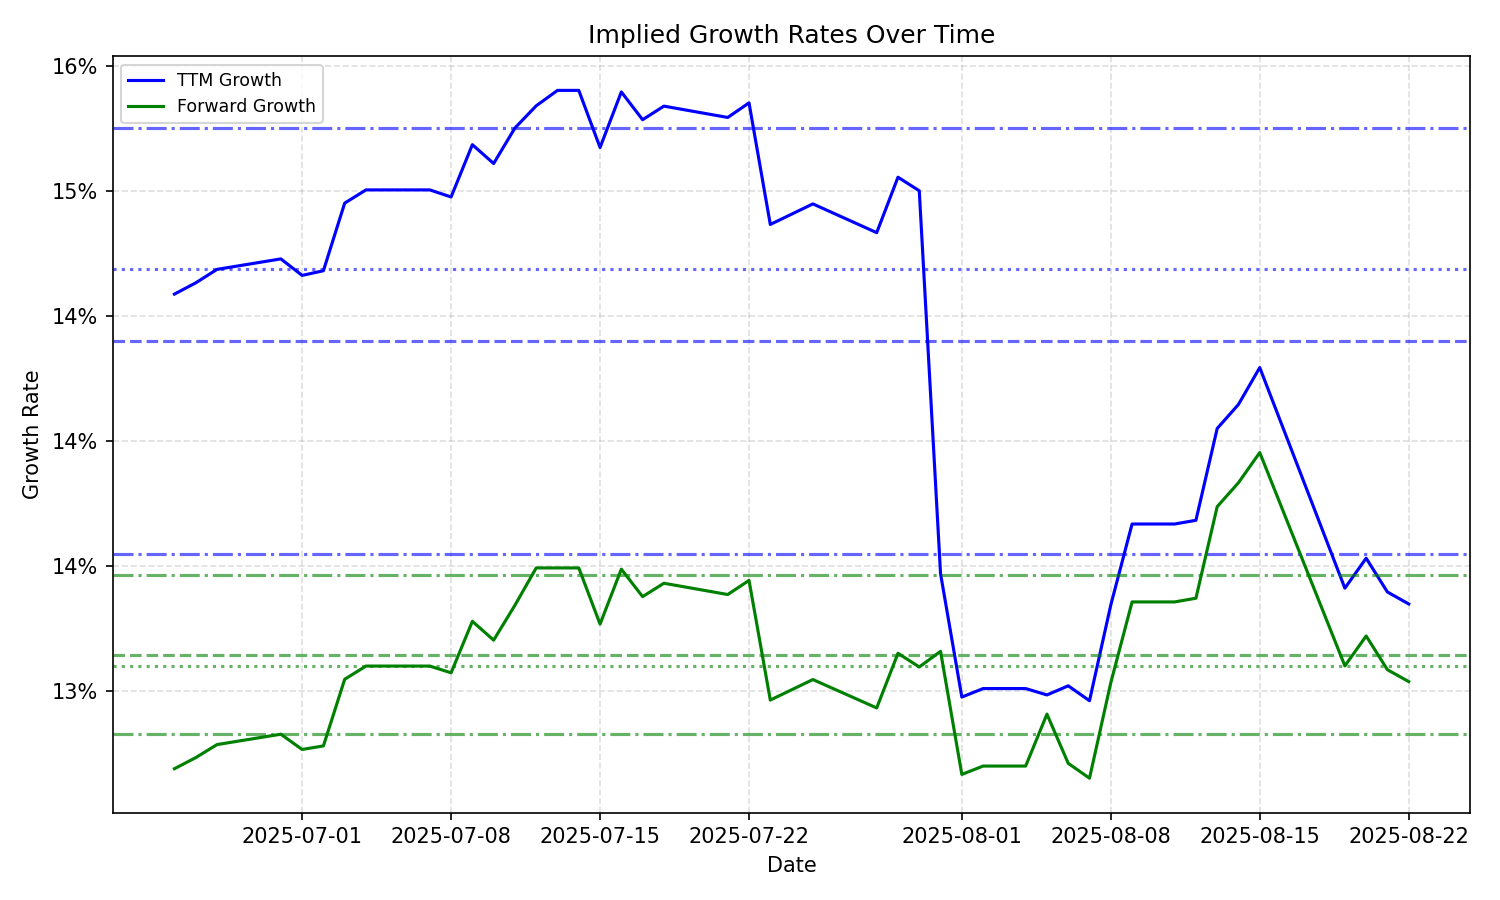 Implied Growth Rates Over Time
TTM Growth
Forward Growth
16%
15%
14%
14%
14%
13%
Growth Rate
2025-07-01
2025-07-08
2025-07-15
2025-07-22
2025-08-01
2025-08-08
2025-08-15
2025-08-22
Date